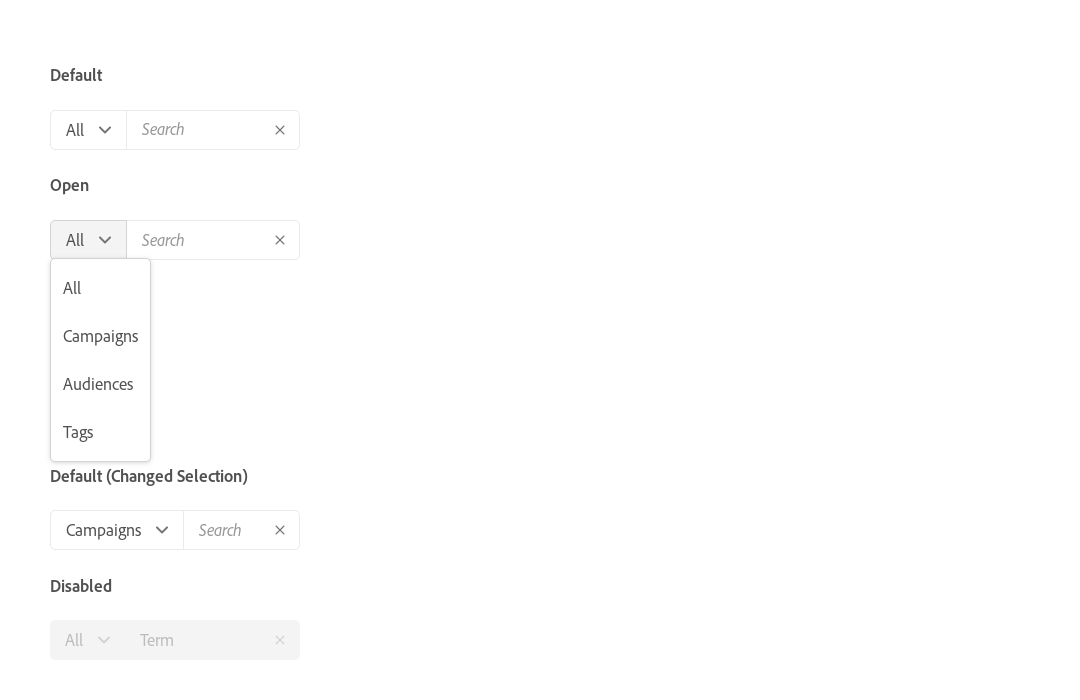 Default
All Search
Open
All Search
All
Campaigns
Audiences
Tags
Default (Changed Selection)
Campaigns Search
Disabled
All Term